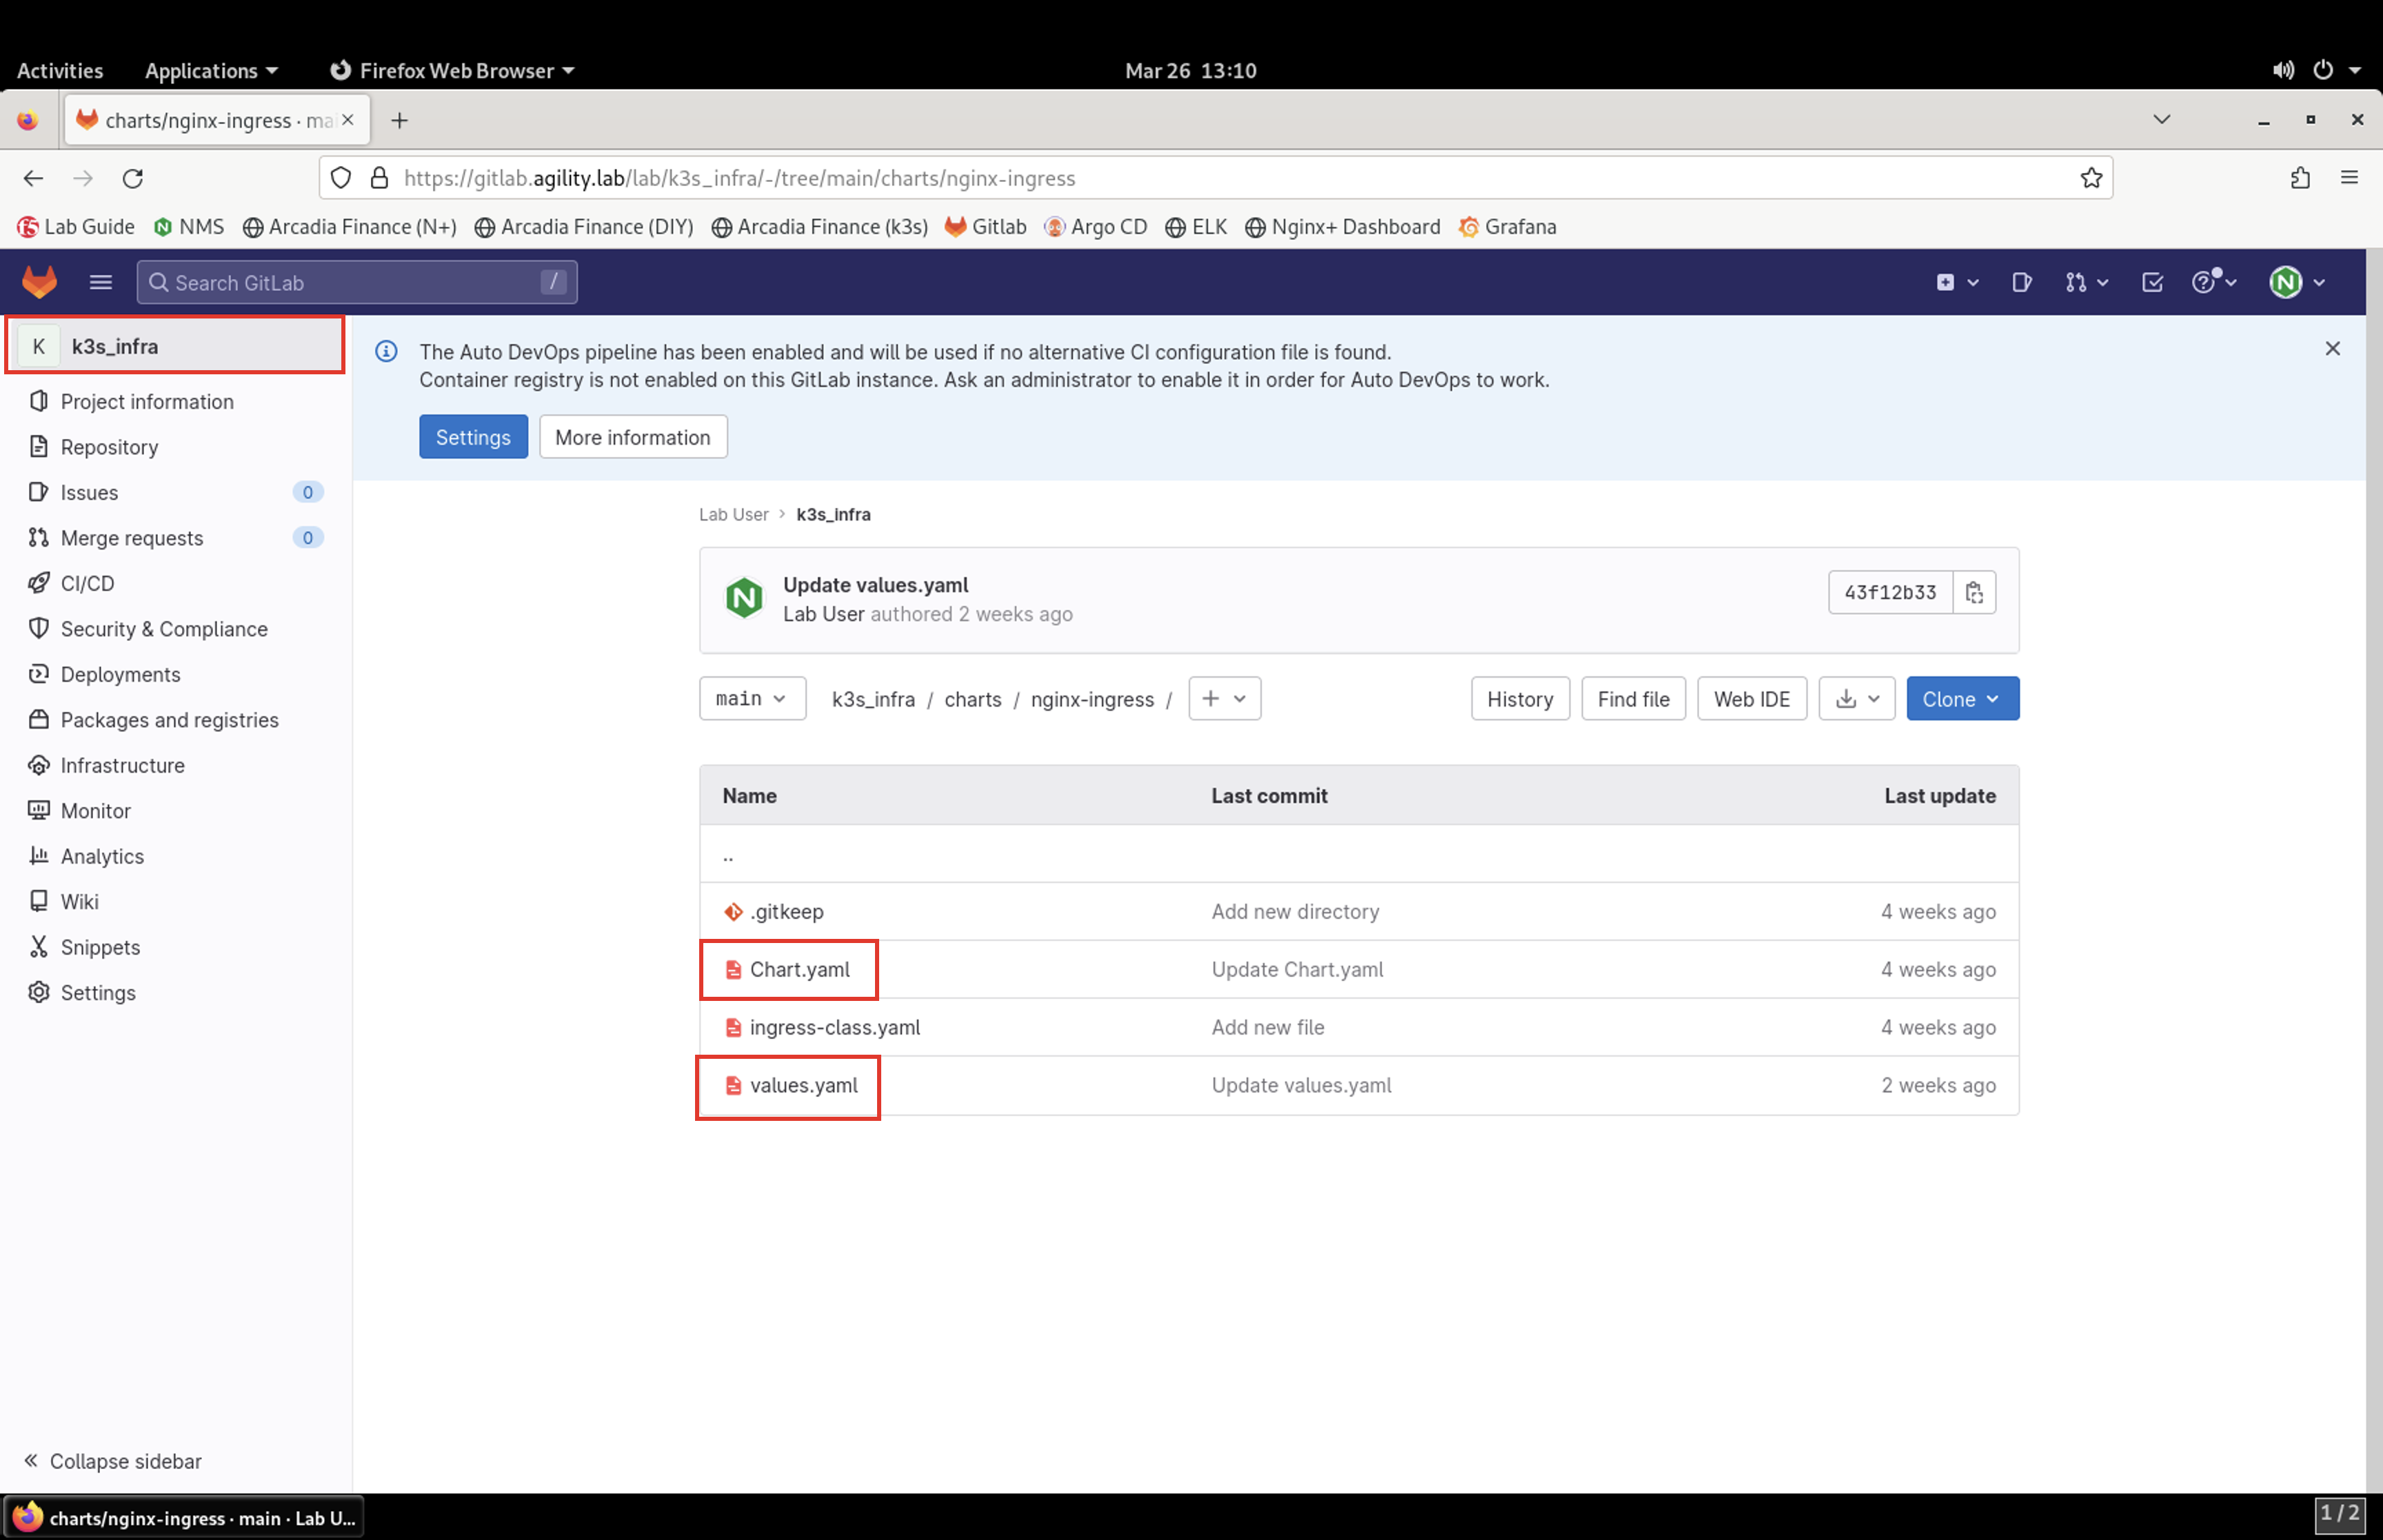 Activities Applications Firefox Web Browser Mar 26 13:10
charts/nginx-ingress · mai
https://gitlab.agility.lab/lab/k3s_infra/-/tree/main/charts/nginx-ingress
Lab Guide NMS Arcadia Finance (N+) Arcadia Finance (DIY) Arcadia Finance (k3s) Gitlab Argo CD ELK Nginx+ Dashboard Grafana
Search GitLab /
K k3s_infra
Project information
Repository
Issues 0
Merge requests 0
CI/CD
Security & Compliance
Deployments
Packages and registries
Infrastructure
Monitor
Analytics
Wiki
Snippets
Settings
Collapse sidebar
The Auto DevOps pipeline has been enabled and will be used if no alternative CI configuration file is found.
Container registry is not enabled on this GitLab instance. Ask an administrator to enable it in order for Auto DevOps to work.
Settings More information
Lab User › k3s_infra
Update values.yaml
Lab User authored 2 weeks ago
43f12b33
main k3s_infra / charts / nginx-ingress / + History Find file Web IDE Clone
Name Last commit Last update
..
.gitkeep Add new directory 4 weeks ago
Chart.yaml Update Chart.yaml 4 weeks ago
ingress-class.yaml Add new file 4 weeks ago
values.yaml Update values.yaml 2 weeks ago
charts/nginx-ingress · main · Lab U...
1 / 2